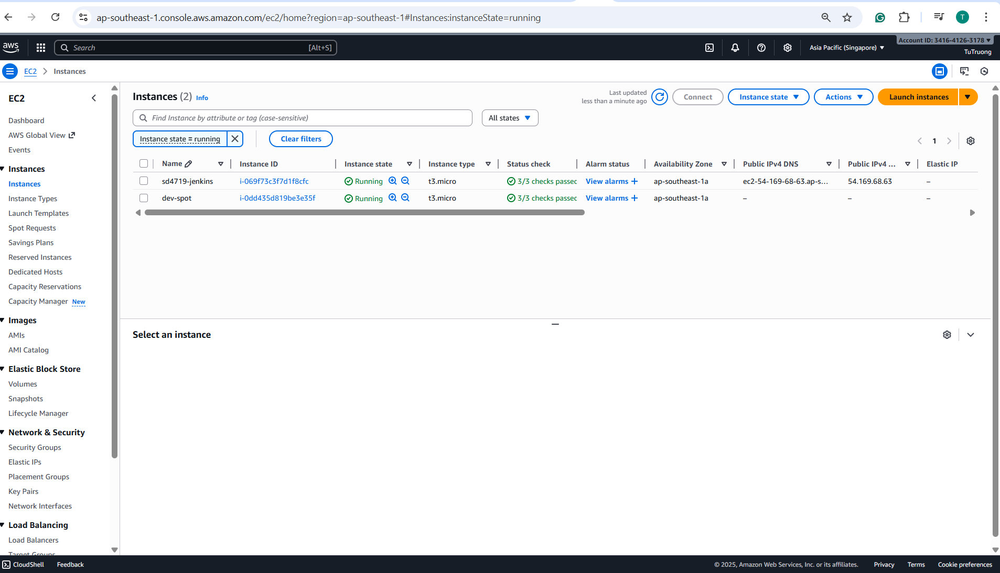 ap-southeast-1.console.aws.amazon.com/ec2/home?region=ap-southeast-1#Instances:instanceState=running
T
aws
Search
[Alt+S]
Asia Pacific (Singapore)
Account ID: 3416-4126-3178
TuTruong
EC2
Instances
EC2
Dashboard
AWS Global View
Events
Instances
Instances
Instance Types
Launch Templates
Spot Requests
Savings Plans
Reserved Instances
Dedicated Hosts
Capacity Reservations
Capacity Manager New
Images
AMIs
AMI Catalog
Elastic Block Store
Volumes
Snapshots
Lifecycle Manager
Network & Security
Security Groups
Elastic IPs
Placement Groups
Key Pairs
Network Interfaces
Load Balancing
Load Balancers
Target Groups
Instances (2) Info
Last updated
less than a minute ago
Connect
Instance state
Actions
Launch instances
Find Instance by attribute or tag (case-sensitive)
All states
Instance state = running
Clear filters
1
Name Instance ID Instance state Instance type Status check Alarm status Availability Zone Public IPv4 DNS Public IPv4 ... Elastic IP
sd4719-jenkins i-069f73c3f7d1f8cfc Running t3.micro 3/3 checks passec View alarms + ap-southeast-1a ec2-54-169-68-63.ap-s... 54.169.68.63 –
dev-spot i-0dd435d819be3e35f Running t3.micro 3/3 checks passec View alarms + ap-southeast-1a – – –
Select an instance
CloudShell
Feedback
© 2025, Amazon Web Services, Inc. or its affiliates.
Privacy
Terms
Cookie preferences